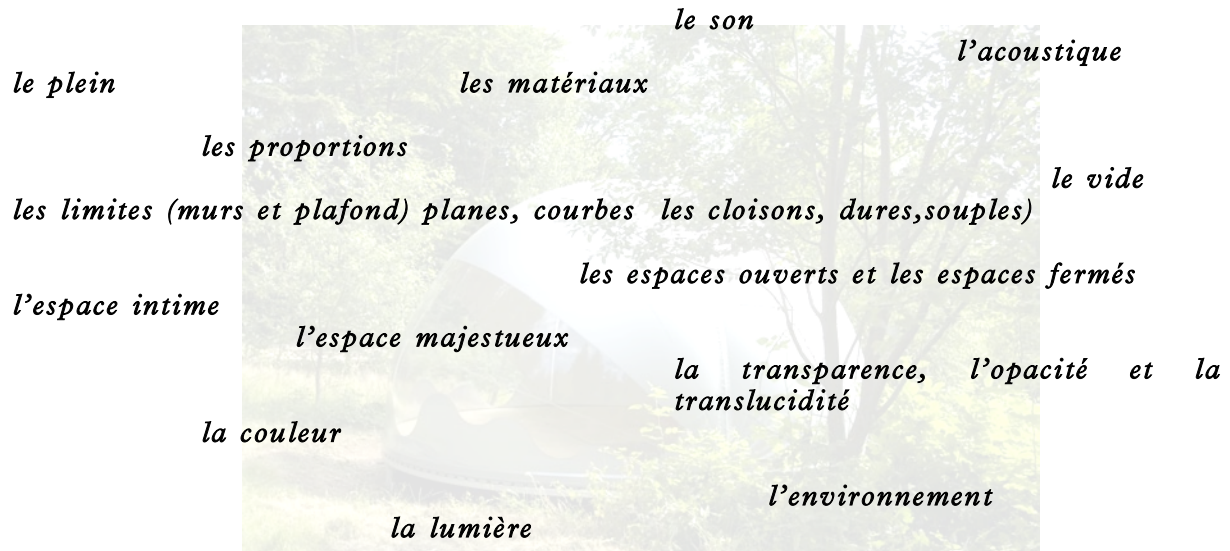 le son
l'acoustique
le plein
les matériaux
les proportions
le vide
les limites (murs et plafond) planes, courbes les cloisons, dures,souples)
les espaces ouverts et les espaces fermés
l'espace intime
l'espace majestueux
la transparence, l'opacité et la
translucidité
la couleur
l'environnement
la lumière